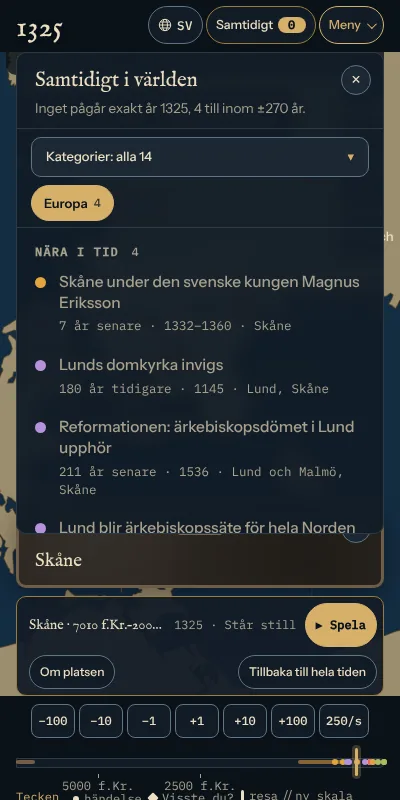 1325
SV
Samtidigt 0
Meny
Samtidigt i världen
×
Inget pågår exakt år 1325, 4 till inom ±270 år.
Kategorier: alla 14
Europa 4
NÄRA I TID 4
Skåne under den svenske kungen Magnus
Eriksson
7 år senare · 1332–1360 · Skåne
Lunds domkyrka invigs
180 år tidigare · 1145 · Lund, Skåne
Reformationen: ärkebiskopsdömet i Lund
upphör
211 år senare · 1536 · Lund och Malmö,
Skåne
Lund blir ärkebiskopssäte för hela Norden
Skåne
Skåne · 7010 f.Kr.–200… 1325 · Står still ▶ Spela
Om platsen
Tillbaka till hela tiden
−100 −10 −1 +1 +10 +100 250/s
5000 f.Kr. 2500 f.Kr.
Tecken händelse Visste du? resa // ny skala